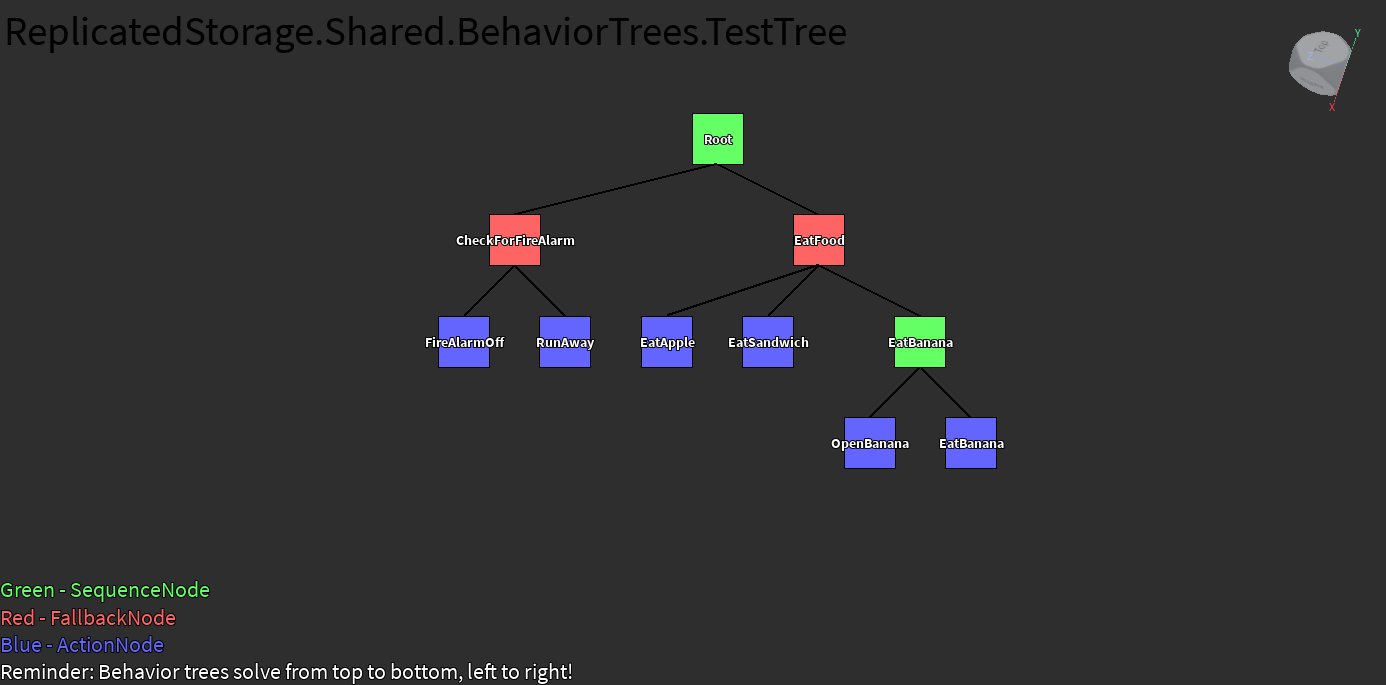 ReplicatedStorage.Shared.BehaviorTrees.TestTree
Top
Y
X
Root
CheckForFireAlarm
EatFood
FireAlarmOff
RunAway
EatApple
EatSandwich
EatBanana
OpenBanana
EatBanana
Green - SequenceNode
Red - FallbackNode
Blue - ActionNode
Reminder: Behavior trees solve from top to bottom, left to right!